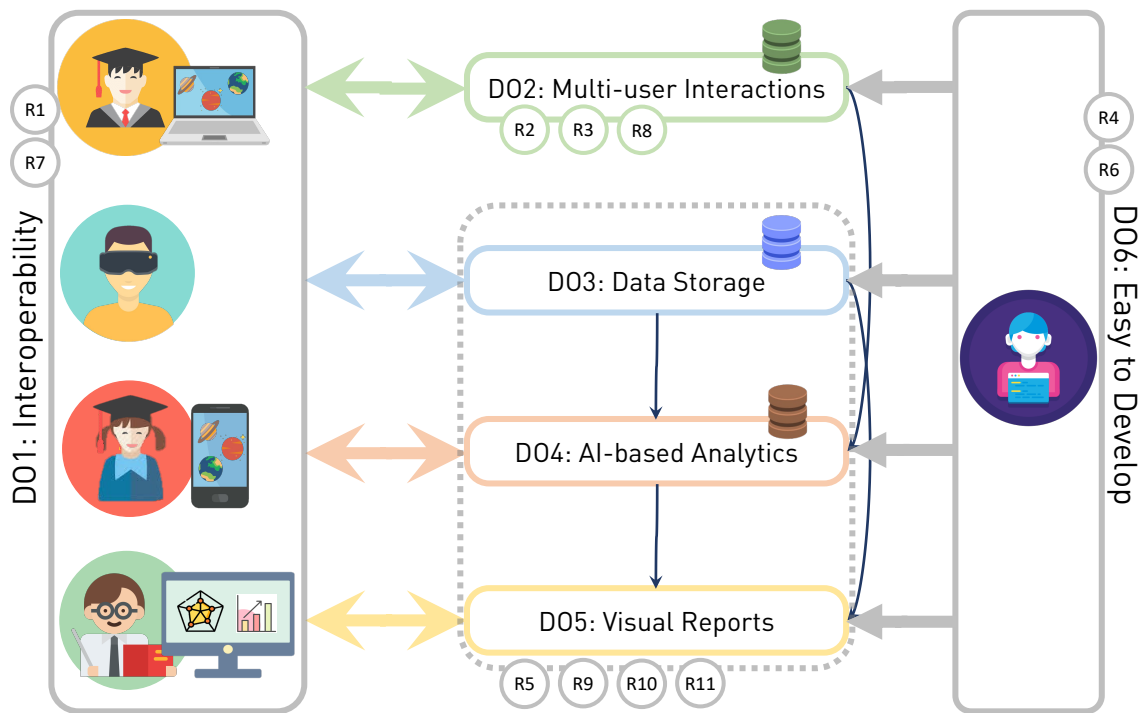 R1
R7
DO1: Interoperability
DO2: Multi-user Interactions
R2
R3
R8
DO3: Data Storage
DO4: AI-based Analytics
DO5: Visual Reports
R5
R9
R10
R11
R4
R6
DO6: Easy to Develop